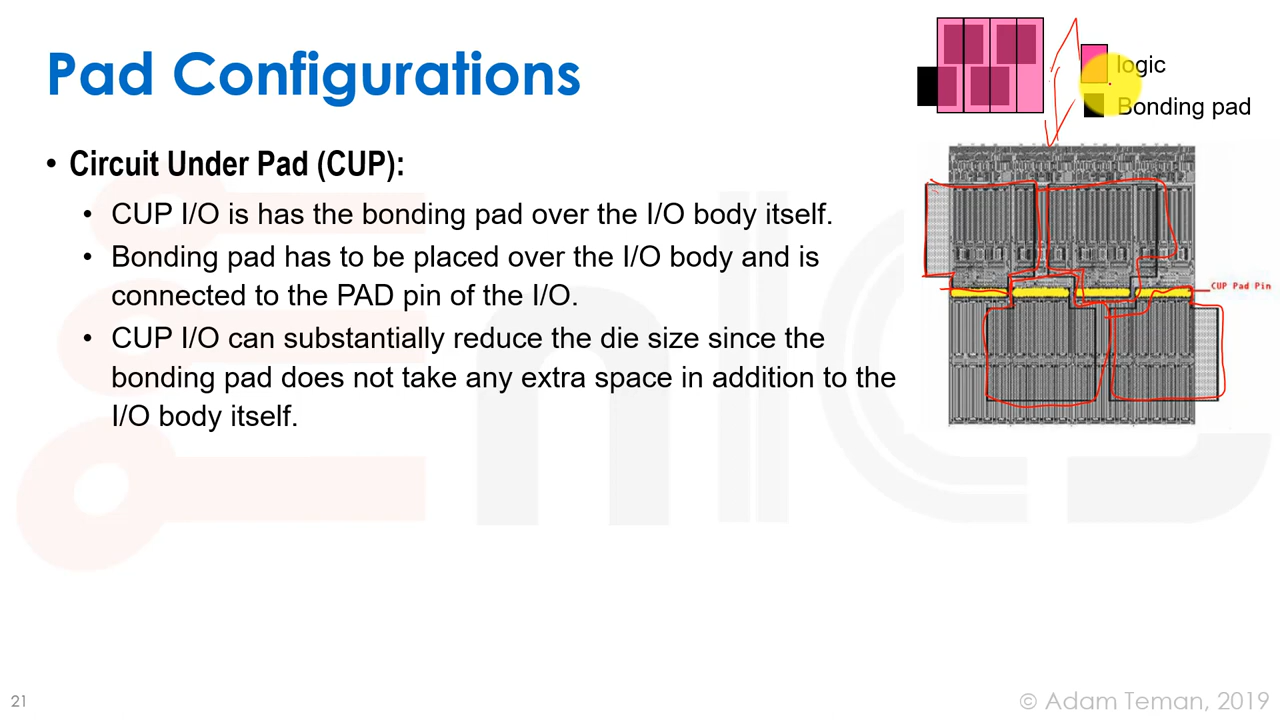 Pad Configurations
logic
Bonding pad
• Circuit Under Pad (CUP):
• CUP I/O is has the bonding pad over the I/O body itself.
• Bonding pad has to be placed over the I/O body and is
connected to the PAD pin of the I/O.
• CUP I/O can substantially reduce the die size since the
bonding pad does not take any extra space in addition to the
I/O body itself.
CUP Pad Pin
21
© Adam Teman, 2019